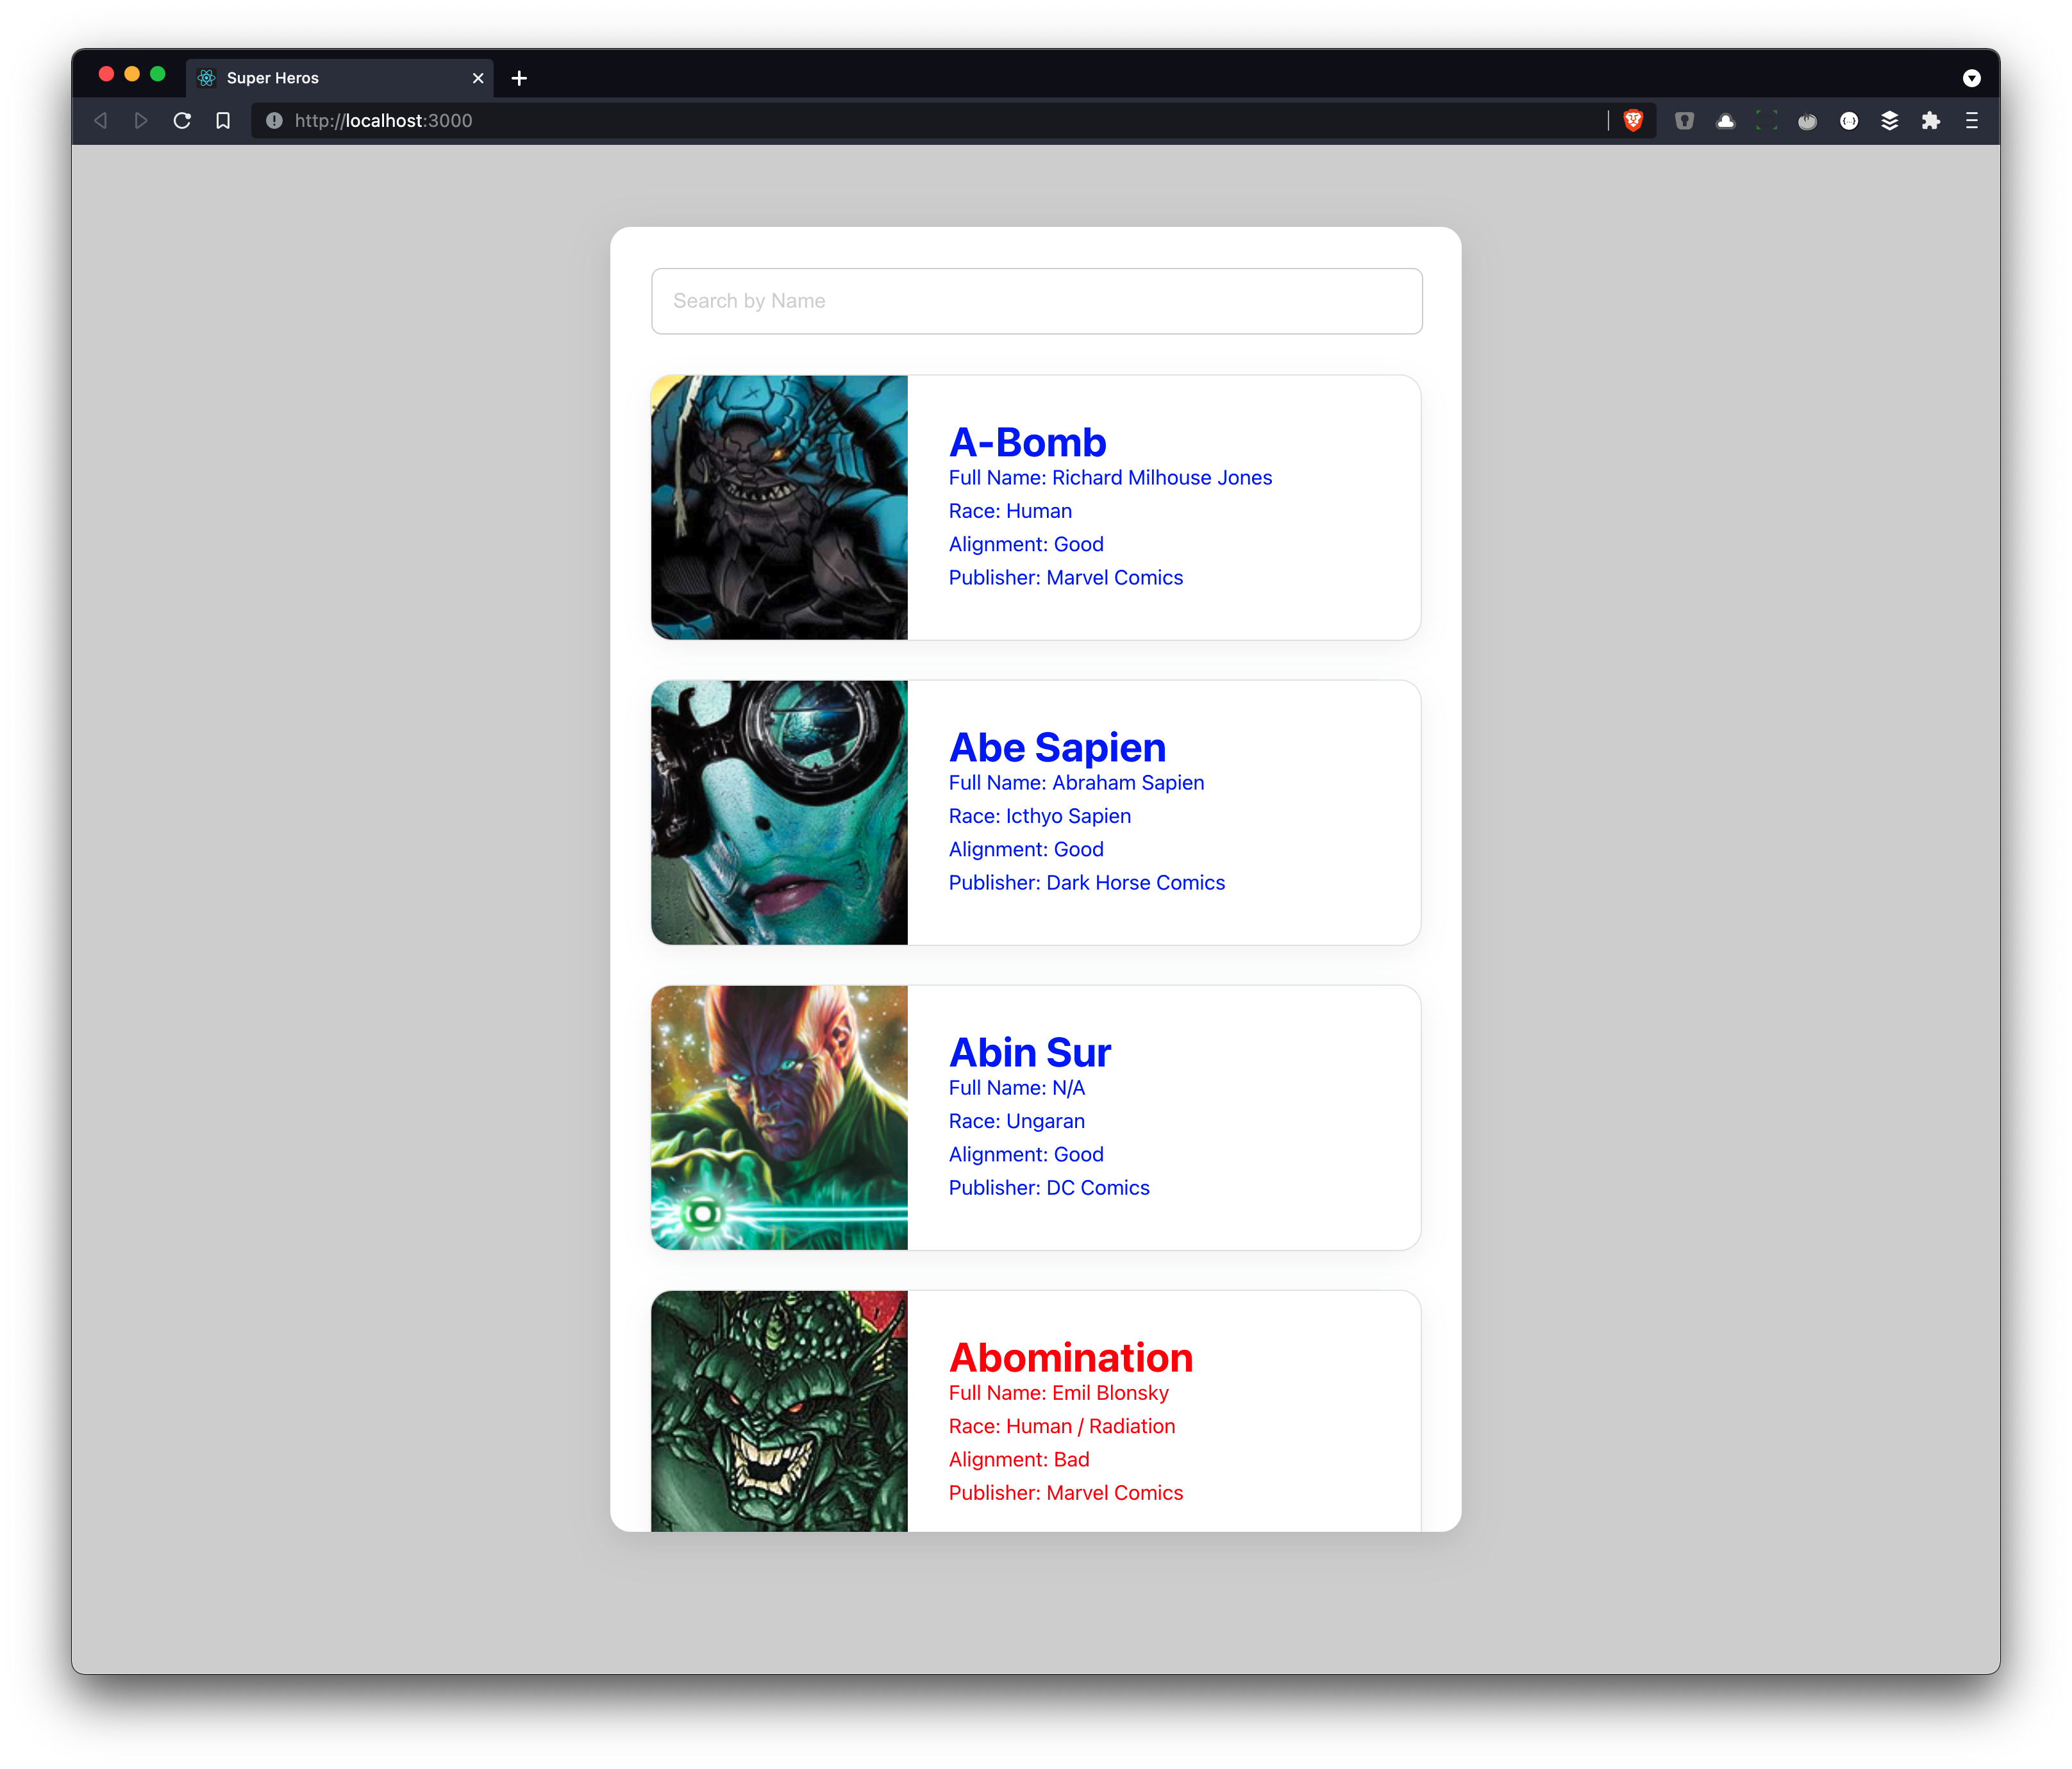 Super Heros
http://localhost:3000
Search by Name
A-Bomb
Full Name: Richard Milhouse Jones
Race: Human
Alignment: Good
Publisher: Marvel Comics
Abe Sapien
Full Name: Abraham Sapien
Race: Icthyo Sapien
Alignment: Good
Publisher: Dark Horse Comics
Abin Sur
Full Name: N/A
Race: Ungaran
Alignment: Good
Publisher: DC Comics
Abomination
Full Name: Emil Blonsky
Race: Human / Radiation
Alignment: Bad
Publisher: Marvel Comics